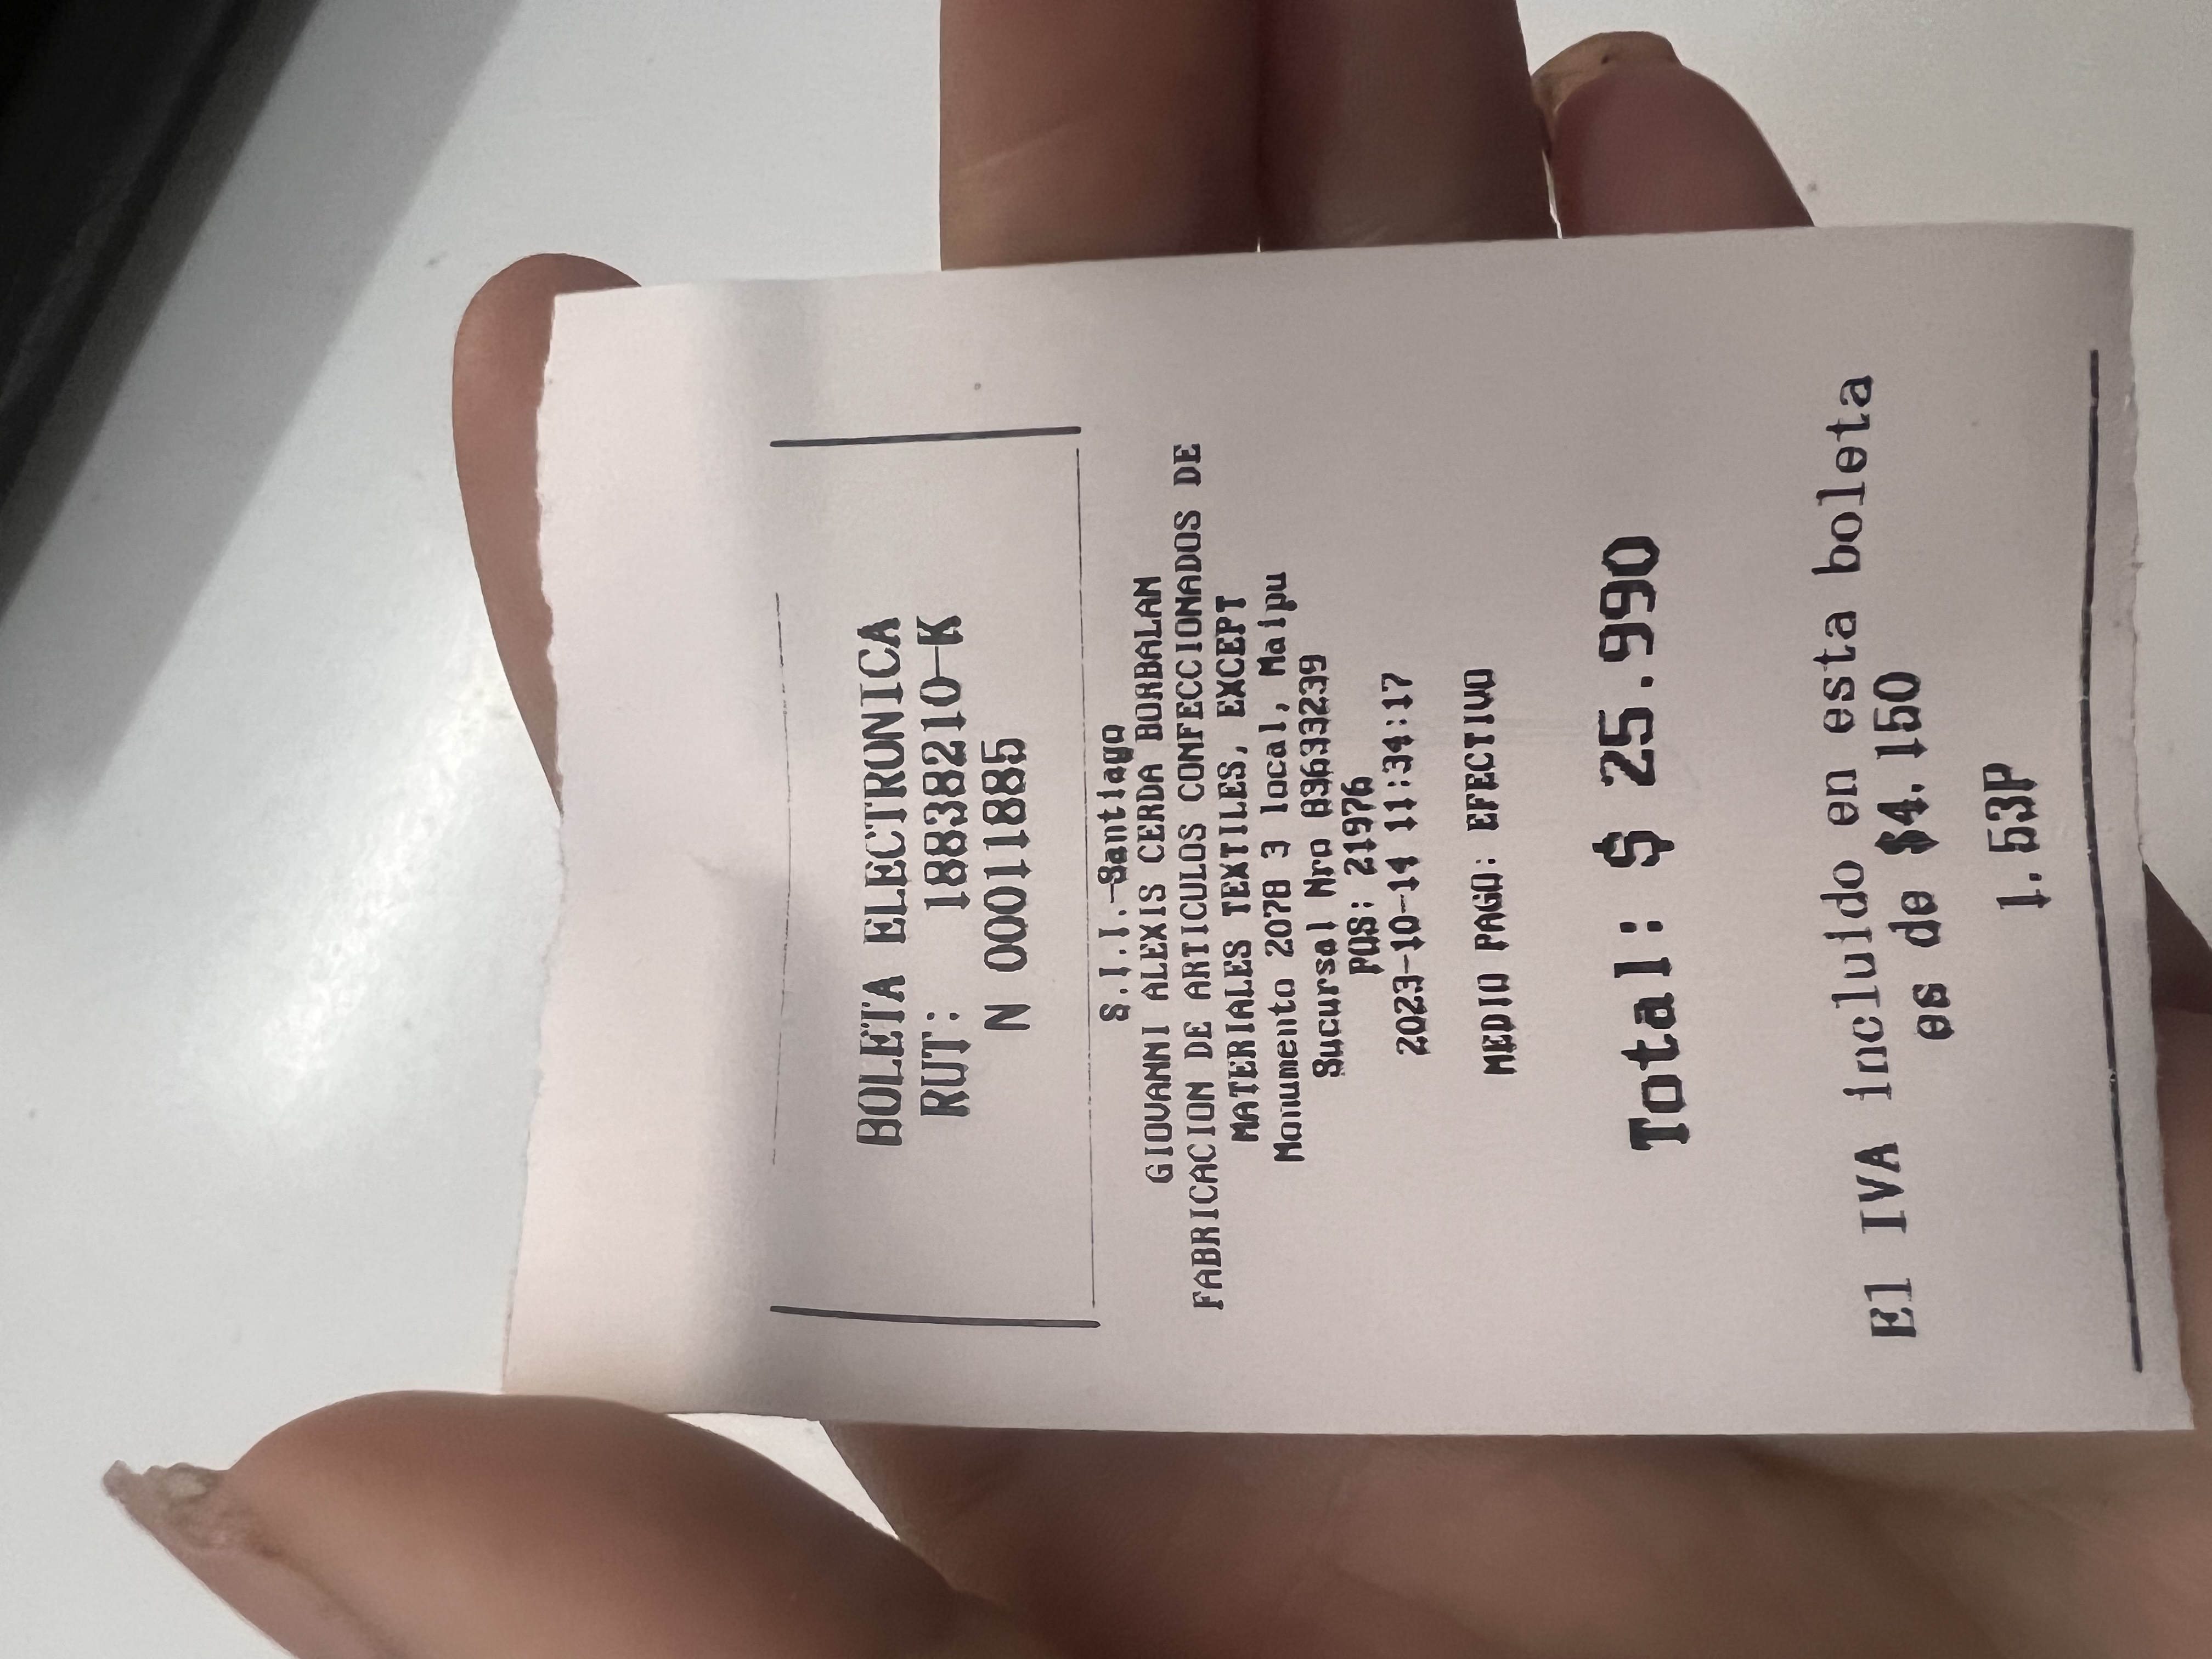 BOLETA ELECTRONICA
RUT: 18838210-K
N 00011885
S.I.I.-Santiago
GIOVANNI ALEXIS CERDA BORBALAN
FABRICACION DE ARTICULOS CONFECCIONADOS DE
MATERIALES TEXTILES, EXCEPT
Monumento 2078 3 local, Maipu
Sucursal Nro 83633239
POS: 21976
2023-10-14 11:34:17
MEDIO PAGO: EFECTIVO
Total: $ 25.990
El IVA incluido en esta boleta
es de $4.150
1.53P